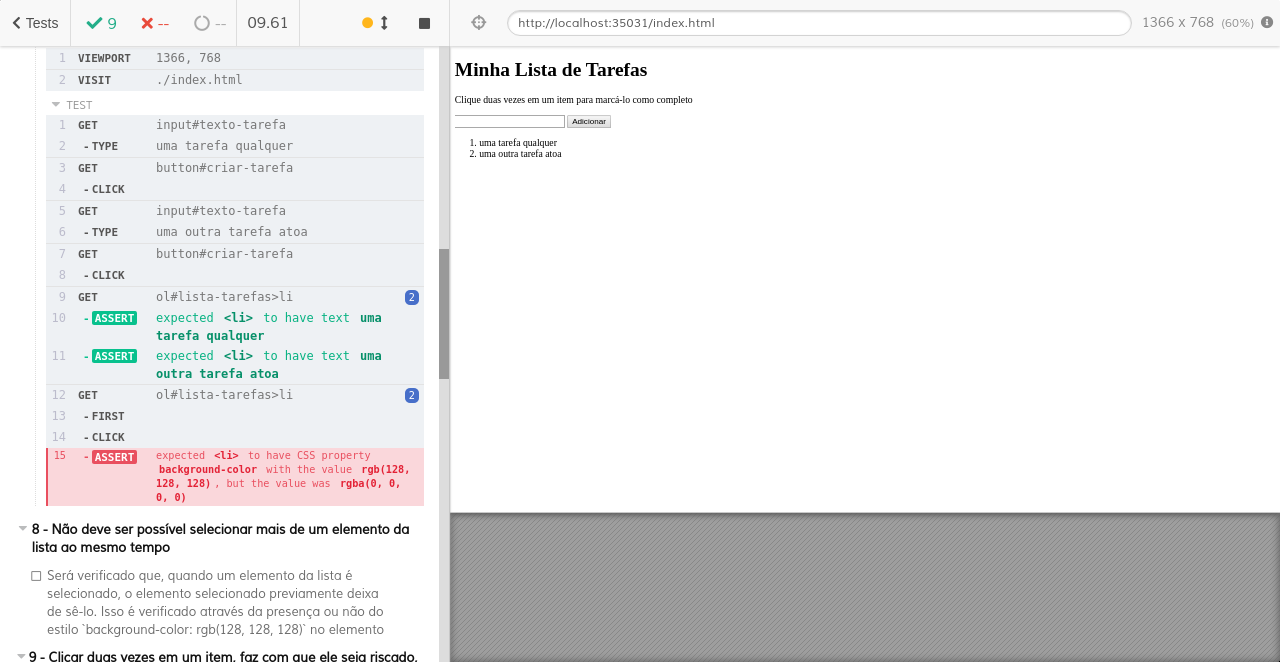 Tests 9 -- -- 09.61 http://localhost:35031/index.html 1366 x 768 (60%)
1 VIEWPORT 1366, 768
2 VISIT ./index.html
TEST
1 GET input#texto-tarefa
2 -TYPE uma tarefa qualquer
3 GET button#criar-tarefa
4 -CLICK
5 GET input#texto-tarefa
6 -TYPE uma outra tarefa atoa
7 GET button#criar-tarefa
8 -CLICK
9 GET ol#lista-tarefas>li 2
10 -ASSERT expected <li> to have text uma
tarefa qualquer
11 -ASSERT expected <li> to have text uma
outra tarefa atoa
12 GET ol#lista-tarefas>li 2
13 -FIRST
14 -CLICK
15 -ASSERT expected <li> to have CSS property
background-color with the value rgb(128,
128, 128), but the value was rgba(0, 0,
0, 0)
8 - Não deve ser possível selecionar mais de um elemento da
lista ao mesmo tempo
Será verificado que, quando um elemento da lista é
selecionado, o elemento selecionado previamente deixa
de sê-lo. Isso é verificado através da presença ou não do
estilo `background-color: rgb(128, 128, 128)` no elemento
9 - Clicar duas vezes em um item, faz com que ele seja riscado,
Minha Lista de Tarefas
Clique duas vezes em um item para marcá-lo como completo
Adicionar
1. uma tarefa qualquer
2. uma outra tarefa atoa